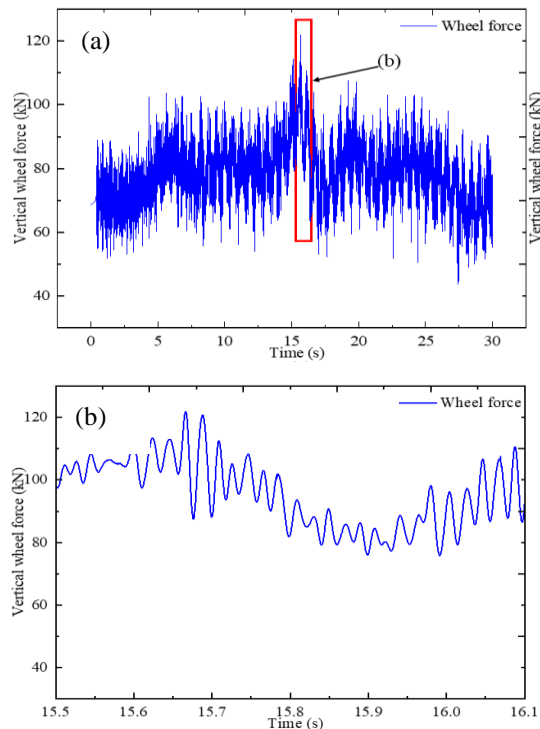 (a)
Wheel force
(b)
120
100
80
60
40
Vertical wheel force (kN)
Vertical wheel force (kN)
0
5
10
15
20
25
30
Time (s)
(b)
Wheel force
120
100
80
60
40
Vertical wheel force (kN)
15.5
15.6
15.7
15.8
15.9
16.0
16.1
Time (s)